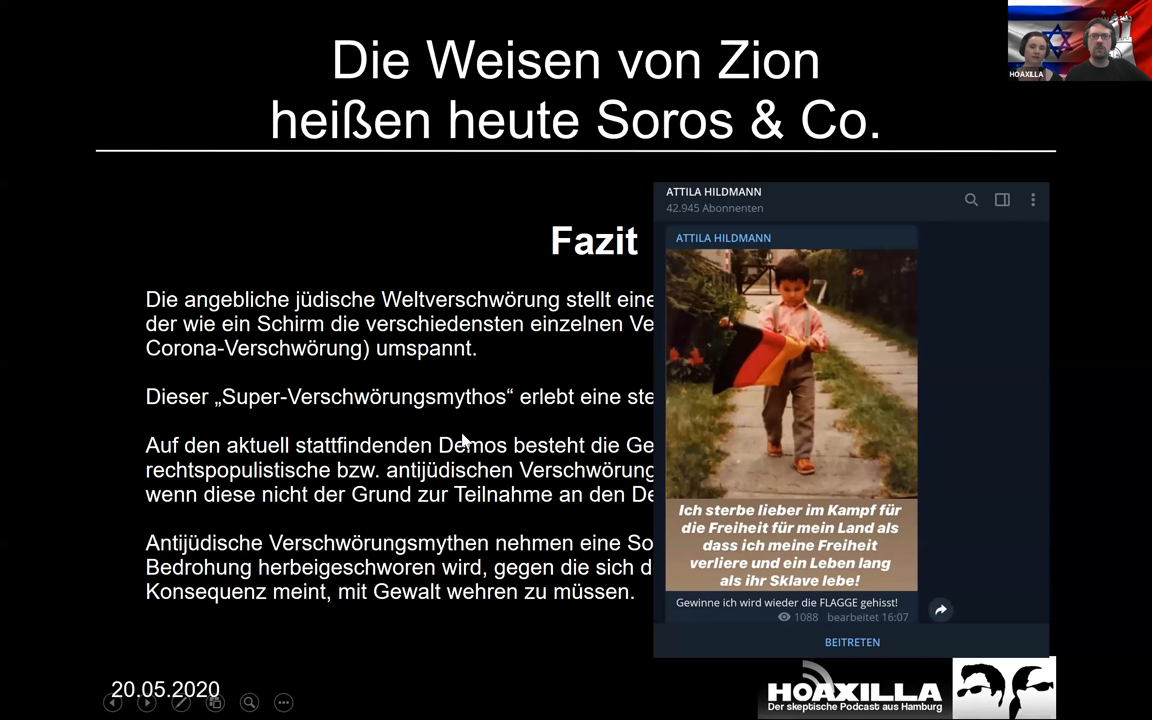 Die Weisen von Zion
heißen heute Soros & Co.
HOAXILLA
Fazit
Die angebliche jüdische Weltverschwörung stellt eine
der wie ein Schirm die verschiedensten einzelnen Ve
Corona-Verschwörung) umspannt.
Dieser „Super-Verschwörungsmythos“ erlebt eine ste
Auf den aktuell stattfindenden Demos besteht die Ge
rechtspopulistische bzw. antijüdischen Verschwörung
wenn diese nicht der Grund zur Teilnahme an den De
Antijüdische Verschwörungsmythen nehmen eine So
Bedrohung herbeigeschworen wird, gegen die sich d
Konsequenz meint, mit Gewalt wehren zu müssen.
ATTILA HILDMANN
42.945 Abonnenten
ATTILA HILDMANN
Ich sterbe lieber im Kampf für
die Freiheit für mein Land als
dass ich meine Freiheit
verliere und ein Leben lang
als ihr Sklave lebe!
Gewinne ich wird wieder die FLAGGE gehisst!
1088 bearbeitet 16:07
BEITRETEN
20.05.2020
HOAXILLA
Der skeptische Podcast aus Hamburg